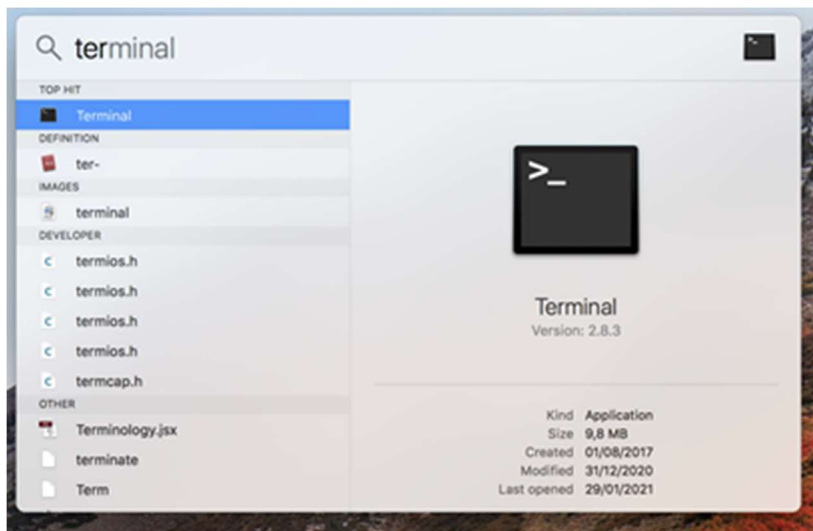 terminal
TOP HIT
Terminal
DEFINITION
ter-
IMAGES
terminal
DEVELOPER
termios.h
termios.h
termios.h
termios.h
termcap.h
OTHER
Terminology.jsx
terminate
Term
>_
Terminal
Version: 2.8.3
Kind Application
Size 9,8 MB
Created 01/08/2017
Modified 31/12/2020
Last opened 29/01/2021